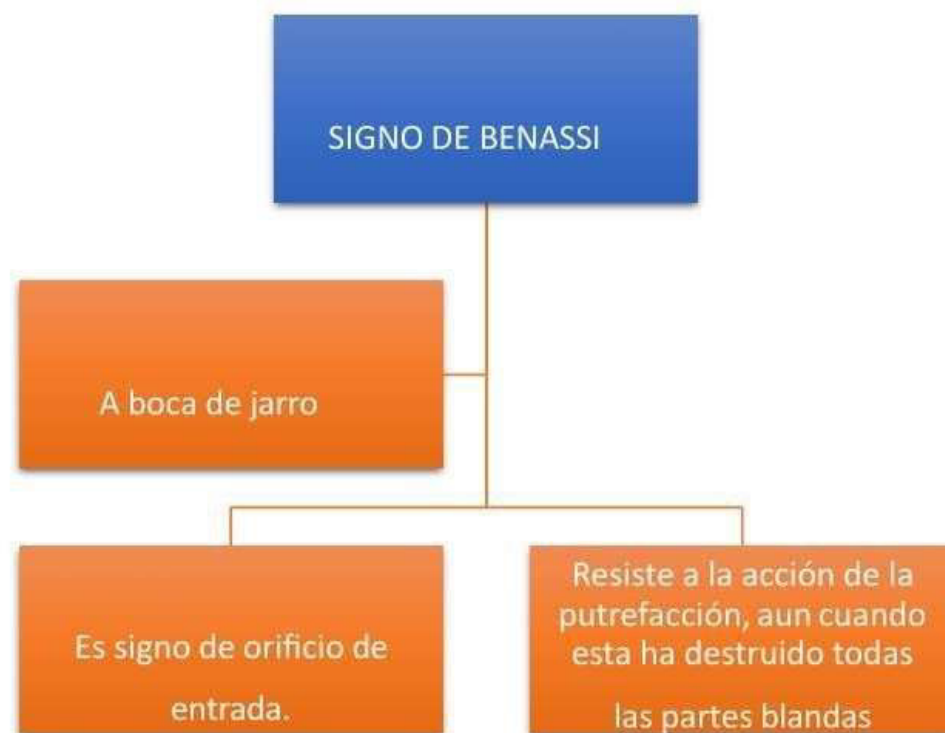 SIGNO DE BENASSI
A boca de jarro
Es signo de orificio de
entrada.
Resiste a la acción de la
putrefacción, aun cuando
esta ha destruido todas
las partes blandas